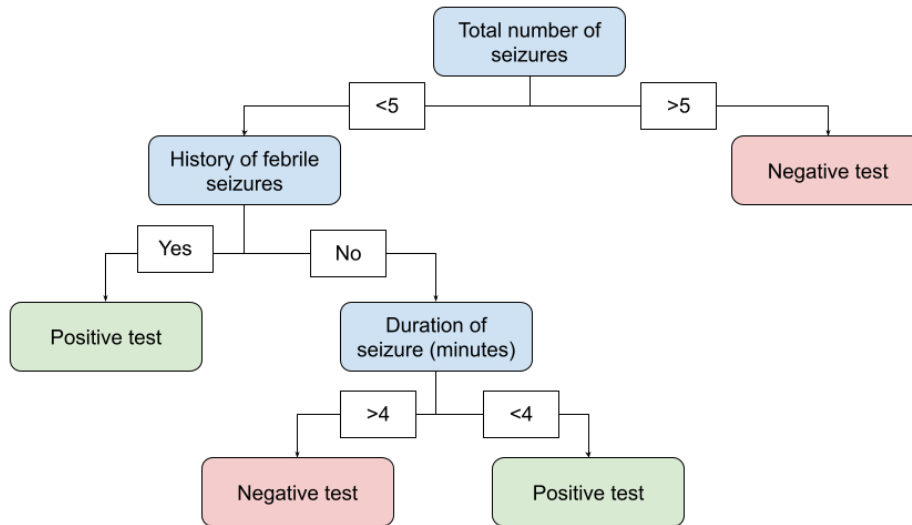 Total number of
seizures
<5
>5
History of febrile
seizures
Negative test
Yes
No
Positive test
Duration of
seizure (minutes)
>4
<4
Negative test
Positive test